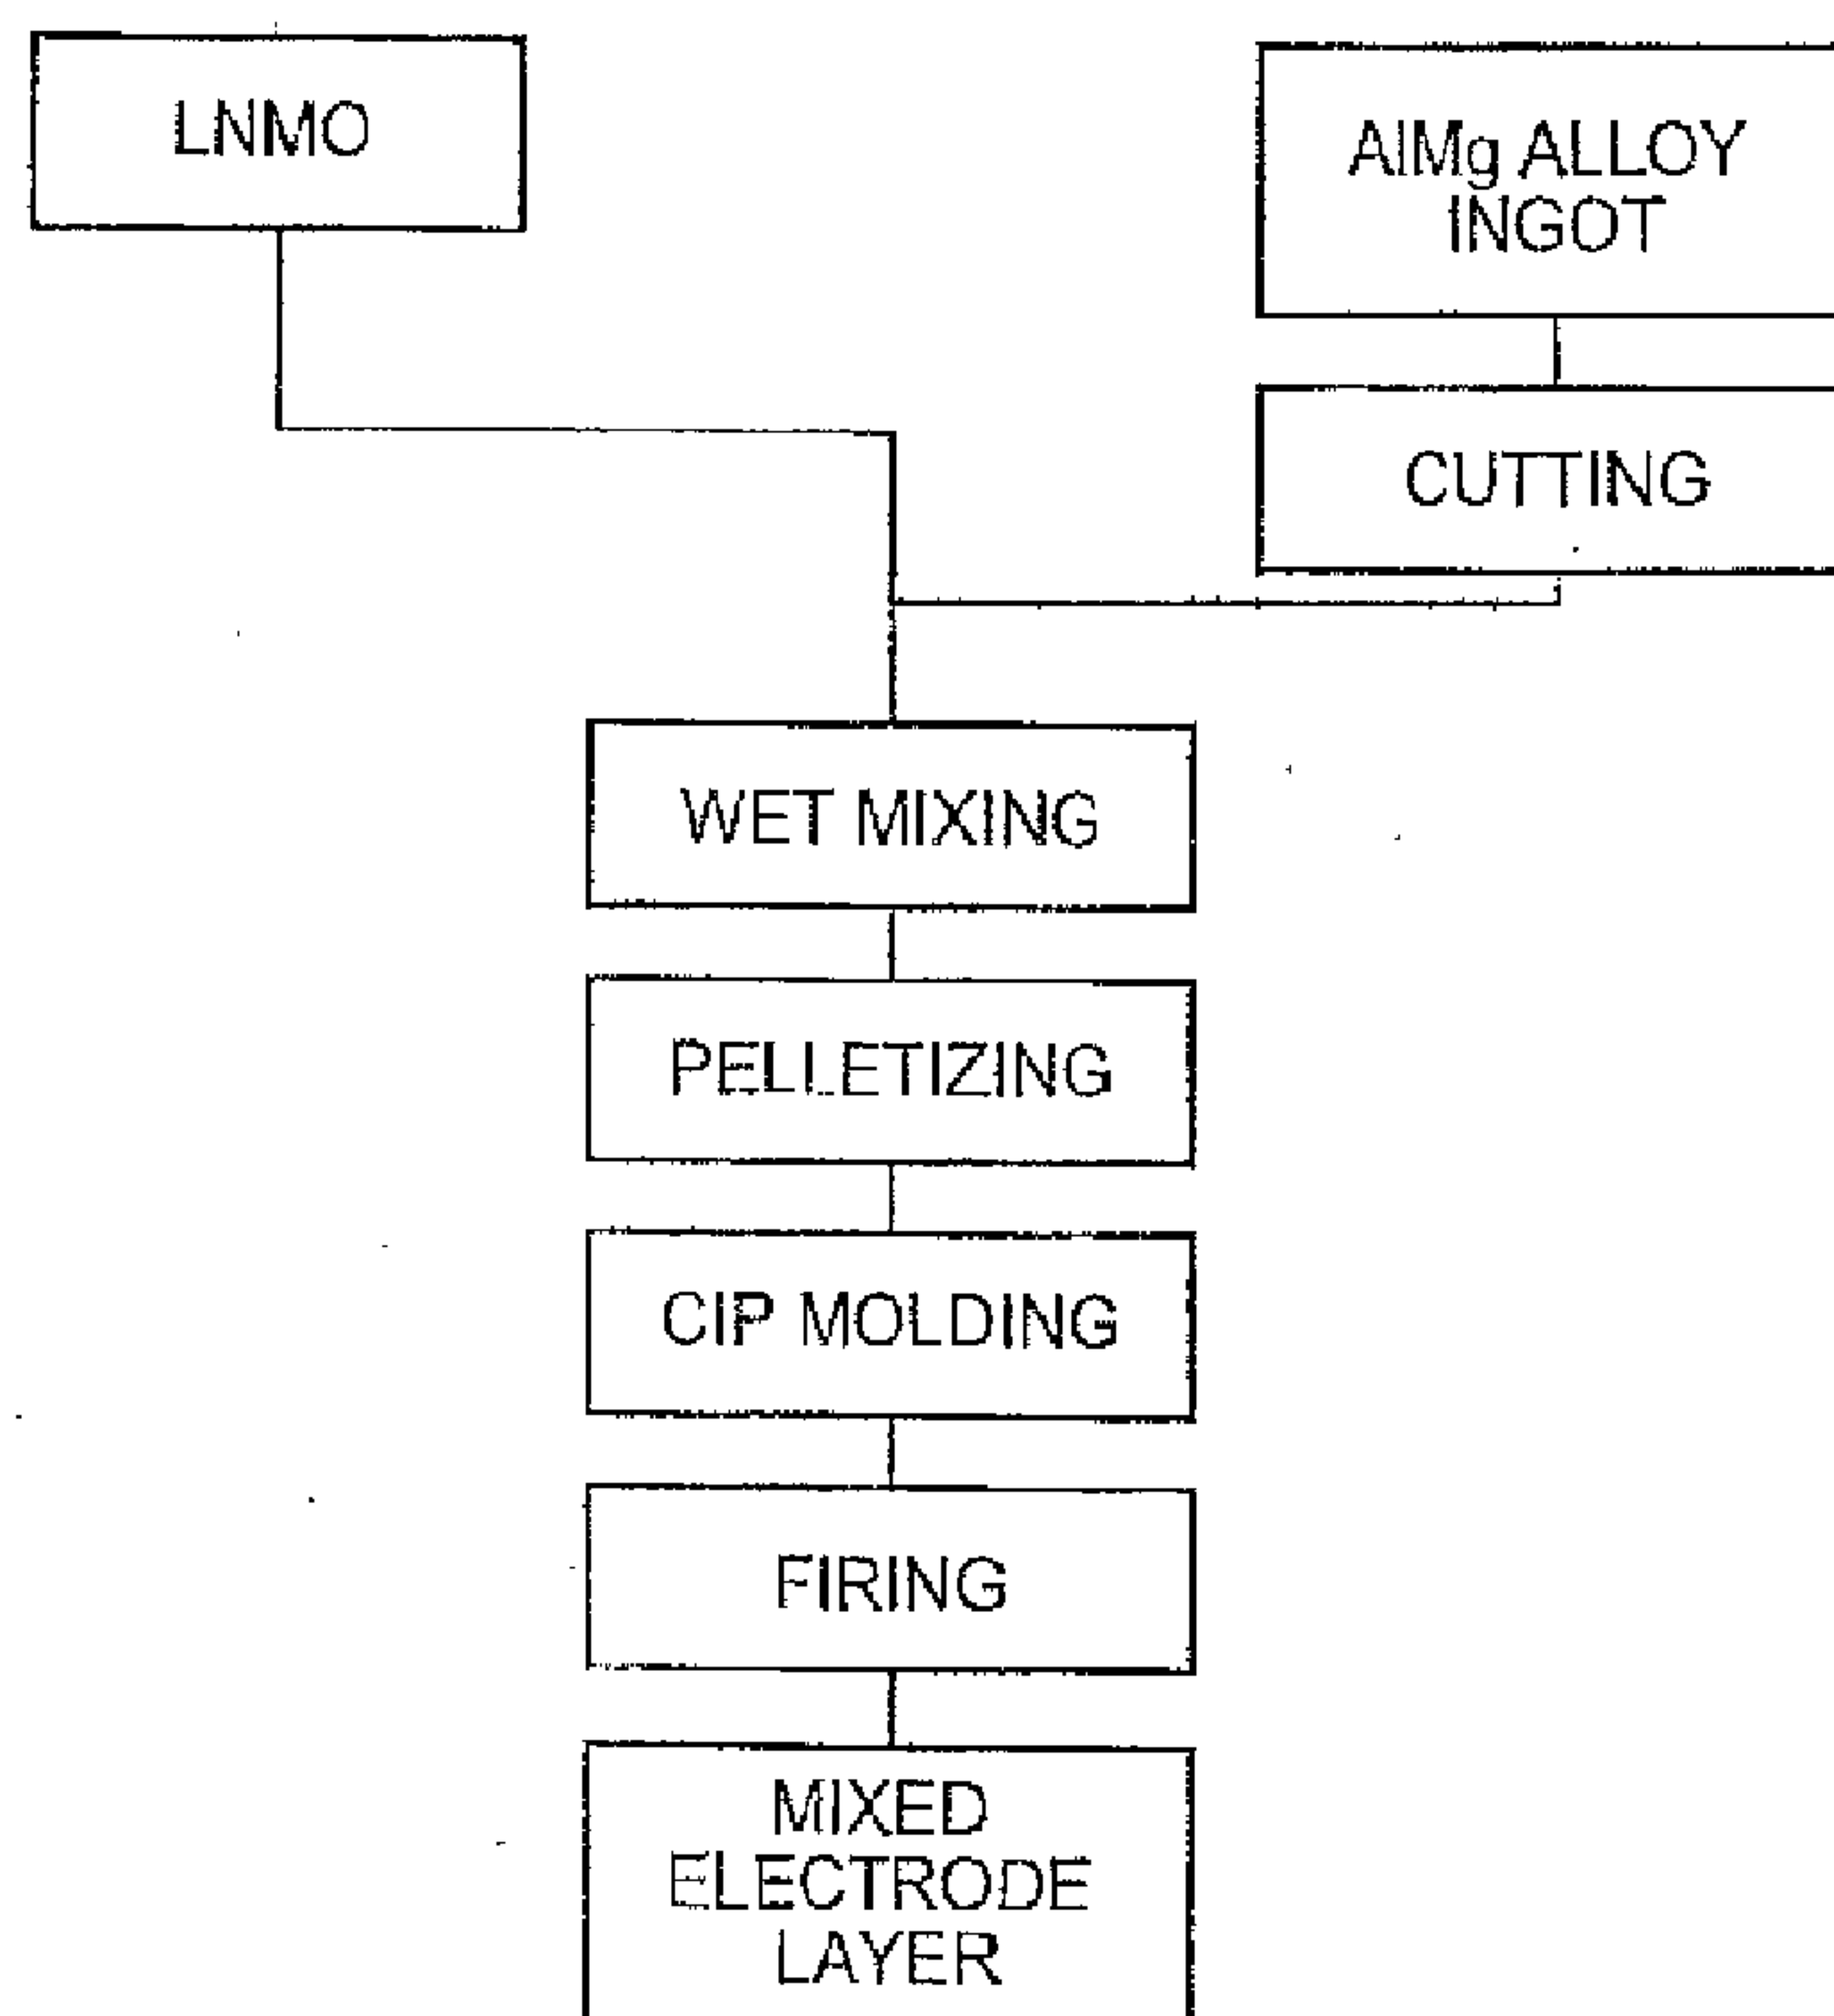 LNMO
AlMg ALLOY
INGOT
CUTTING
WET MIXING
PELLETIZING
CIP MOLDING
FIRING
MIXED
ELECTRODE
LAYER